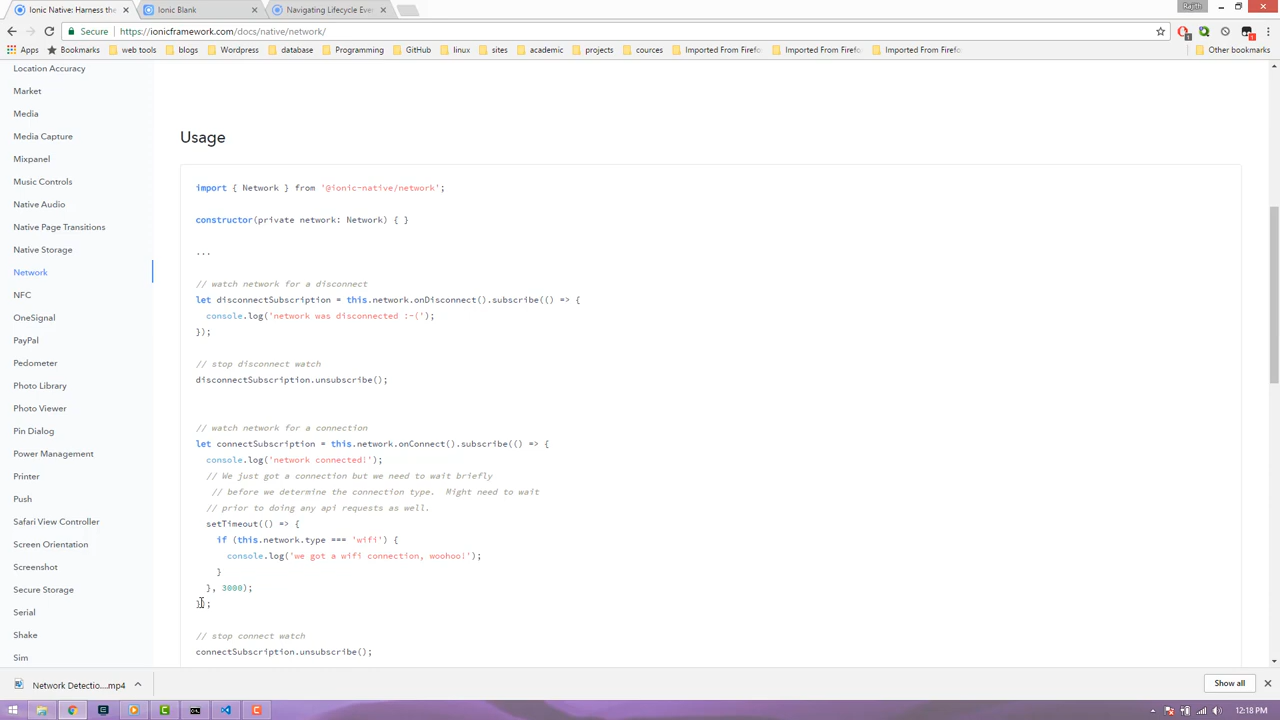 Ionic Native: Harness the
Ionic Blank
Navigating Lifecycle Eve
Rajith
Secure
https://ionicframework.com/docs/native/network/
Apps
Bookmarks
web tools
blogs
Wordpress
database
Programming
GitHub
linux
sites
academic
projects
cources
Imported From Firefo
Imported From Firefo
Imported From Firefo
Other bookmarks
Location Accuracy
Market
Media
Media Capture
Mixpanel
Music Controls
Native Audio
Native Page Transitions
Native Storage
Network
NFC
OneSignal
PayPal
Pedometer
Photo Library
Photo Viewer
Pin Dialog
Power Management
Printer
Push
Safari View Controller
Screen Orientation
Screenshot
Secure Storage
Serial
Shake
Sim
Usage
import { Network } from '@ionic-native/network';
constructor(private network: Network) { }
...
// watch network for a disconnect
let disconnectSubscription = this.network.onDisconnect().subscribe(() => {
console.log('network was disconnected :-(');
});
// stop disconnect watch
disconnectSubscription.unsubscribe();
// watch network for a connection
let connectSubscription = this.network.onConnect().subscribe(() => {
console.log('network connected!');
// We just got a connection but we need to wait briefly
// before we determine the connection type. Might need to wait
// prior to doing any api requests as well.
setTimeout(() => {
if (this.network.type === 'wifi') {
console.log('we got a wifi connection, woohoo!');
}
}, 3000);
});
// stop connect watch
connectSubscription.unsubscribe();
Network Detectio....mp4
Show all
12:18 PM